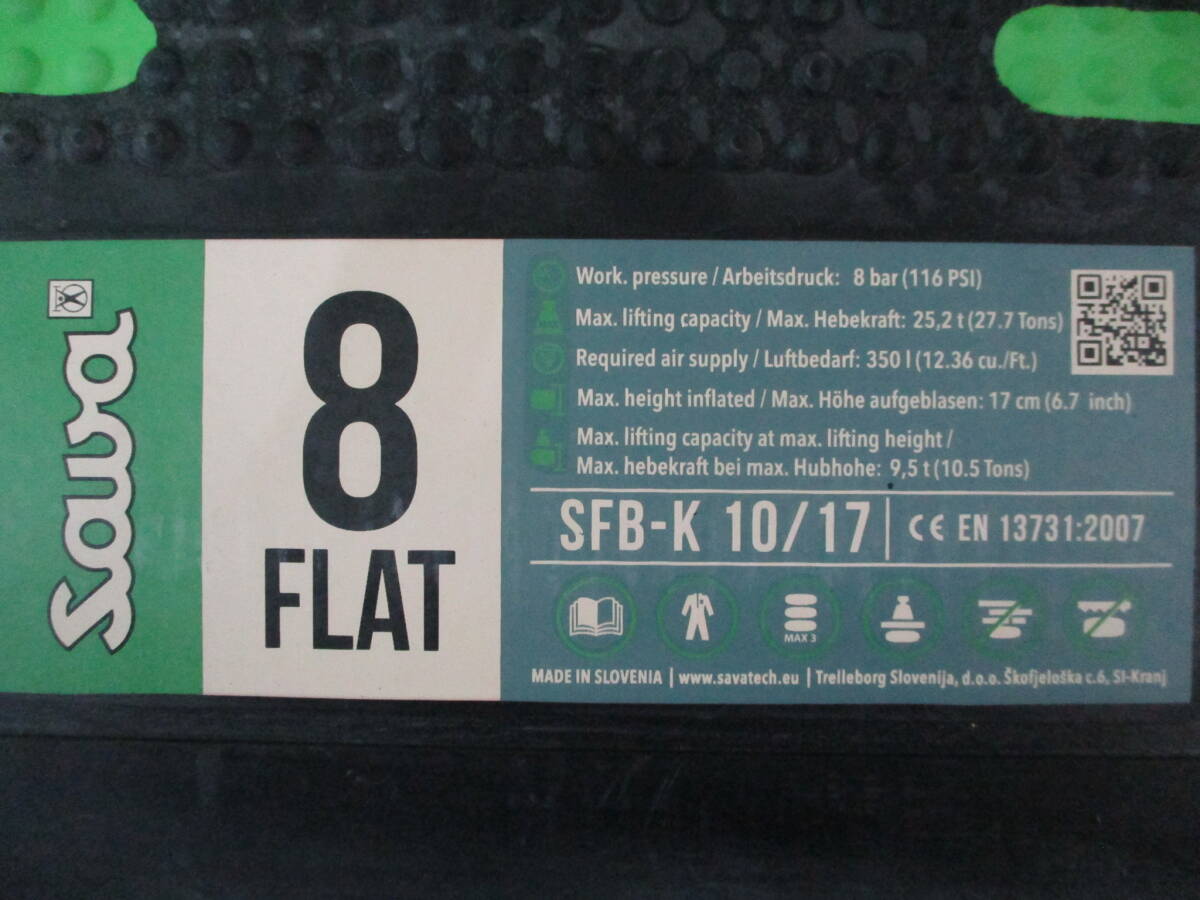 Sava
8
FLAT
Work. pressure / Arbeitsdruck: 8 bar (116 PSI)
Max. lifting capacity / Max. Hebekraft: 25,2 t (27.7 Tons)
Required air supply / Luftbedarf: 350 l (12.36 cu./Ft.)
Max. height inflated / Max. Höhe aufgeblasen: 17 cm (6.7 inch)
Max. lifting capacity at max. lifting height /
Max. hebekraft bei max. Hubhohe: 9,5 t (10.5 Tons)
SFB-K 10/17 | CE EN 13731:2007
MAX 3
MADE IN SLOVENIA | www.savatech.eu | Trelleborg Slovenija, d.o.o. Škofjeloška c.6, SI-Kranj